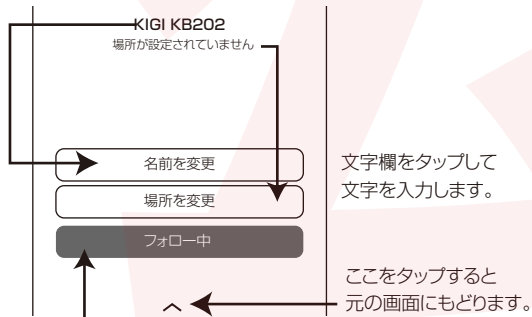 KIGI KB202
場所が設定されていません
名前を変更
場所を変更
フォロー中
文字欄をタップして
文字を入力します。
ここをタップすると
元の画面にもどります。